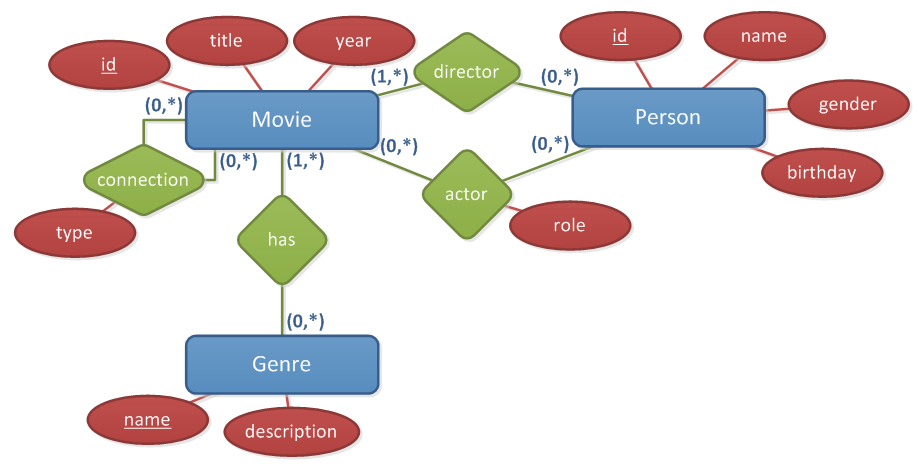 id
title
year
id
name
director
(1,*)
(0,*)
(0,*)
Movie
Person
gender
(0,*)
(0,*)
(0,*)
(1,*)
connection
actor
birthday
type
role
has
(0,*)
Genre
name
description